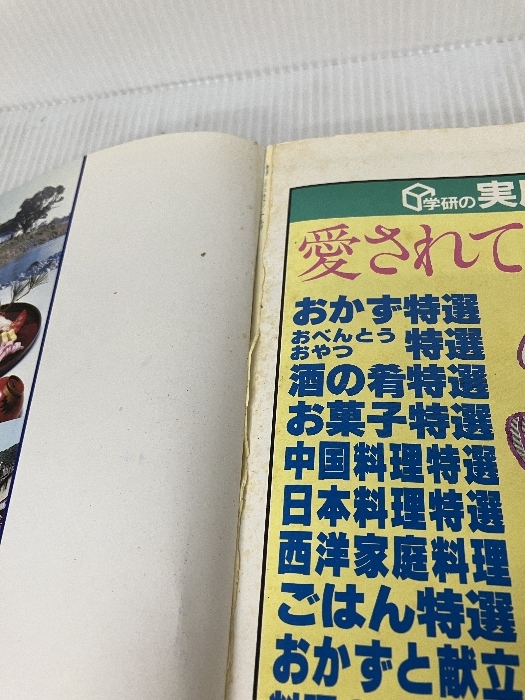 学研の実
愛されて
おかず特選
おべんとう
おやつ 特選
酒の肴特選
お菓子特選
中国料理特選
日本料理特選
西洋家庭料理
ごはん特選
おかずと献立